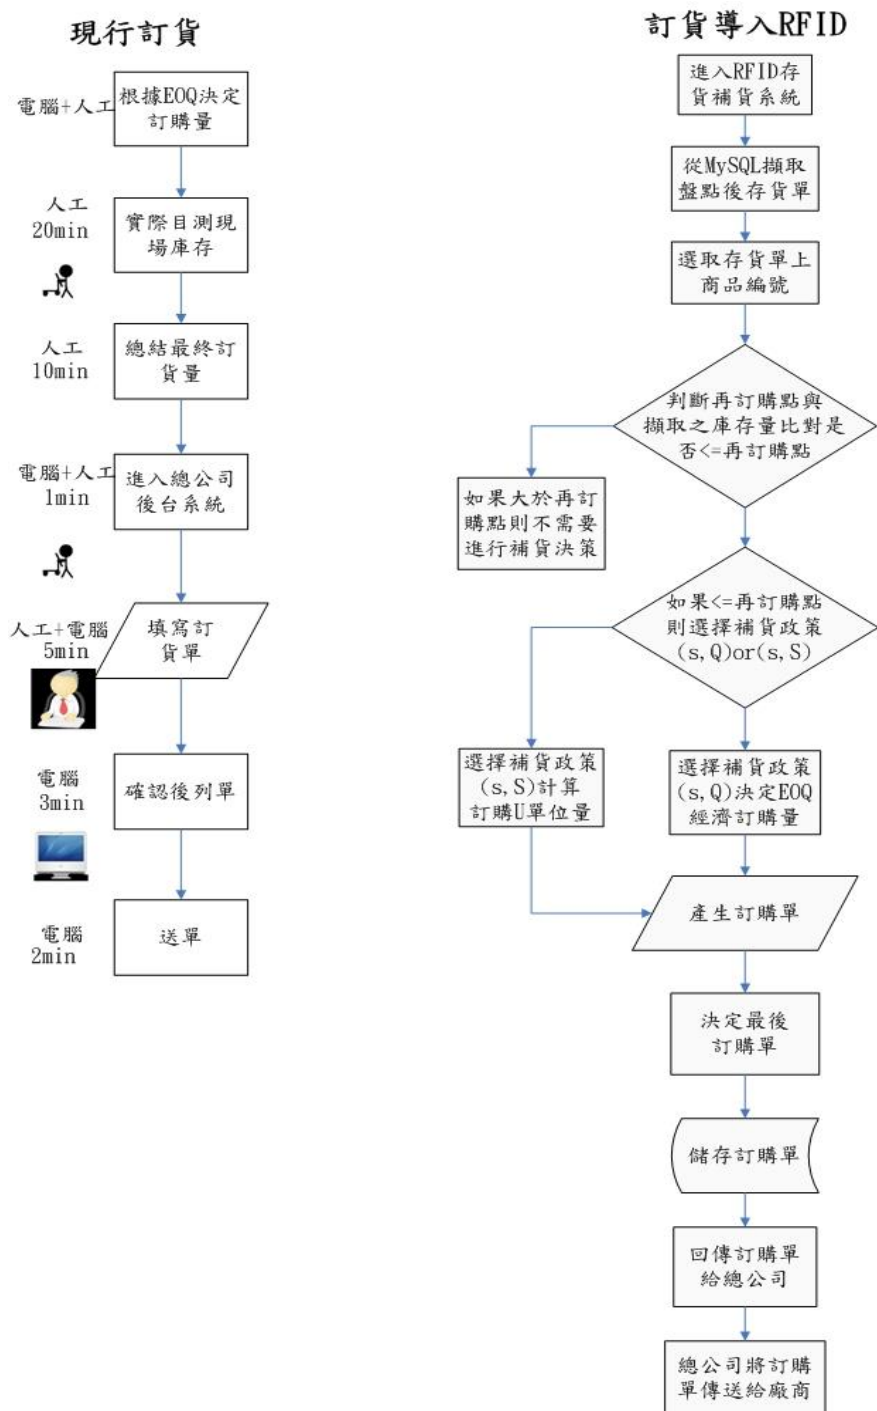 現行訂貨
電腦+人工
根據EOQ決定
訂購量
人工
20min
實際目測現
場庫存
人工
10min
總結最終訂
貨量
電腦+人工
1min
進入總公司
後台系統
人工+電腦
5min
填寫訂
貨單
電腦
3min
確認後列單
電腦
2min
送單
訂貨導入RFID
進入RFID存
貨補貨系統
從MySQL擷取
盤點後存貨單
選取存貨單上
商品編號
判斷再訂購點與
擷取之庫存量比對是
否<=再訂購點
如果大於再訂
購點則不需要
進行補貨決策
如果<=再訂購點
則選擇補貨政策
(s,Q)or(s,S)
選擇補貨政策
(s,S)計算
訂購U單位量
選擇補貨政策
(s,Q)決定EOQ
經濟訂購量
產生訂購單
決定最後
訂購單
儲存訂購單
回傳訂購單
給總公司
總公司將訂購
單傳送給廠商